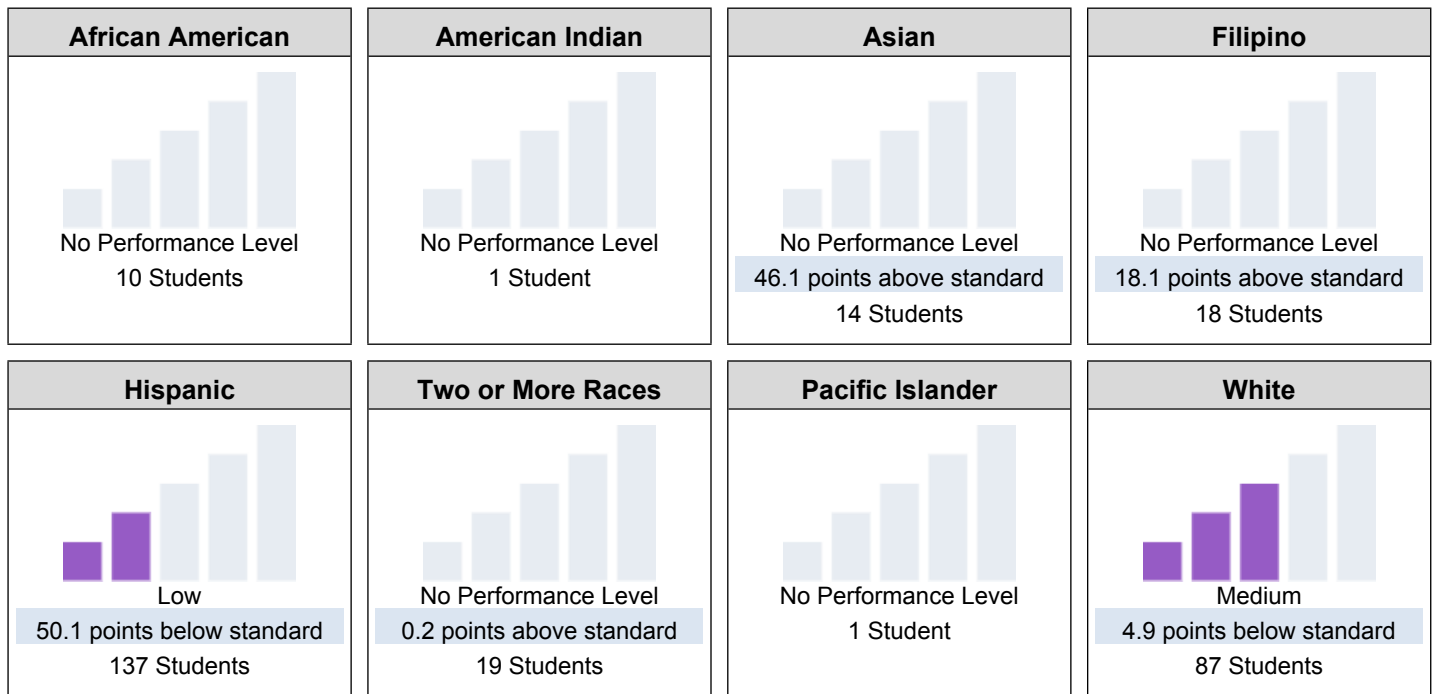 African American
No Performance Level
10 Students
American Indian
No Performance Level
1 Student
Asian
No Performance Level
46.1 points above standard
14 Students
Filipino
No Performance Level
18.1 points above standard
18 Students
Hispanic
Low
50.1 points below standard
137 Students
Two or More Races
No Performance Level
0.2 points above standard
19 Students
Pacific Islander
No Performance Level
1 Student
White
Medium
4.9 points below standard
87 Students